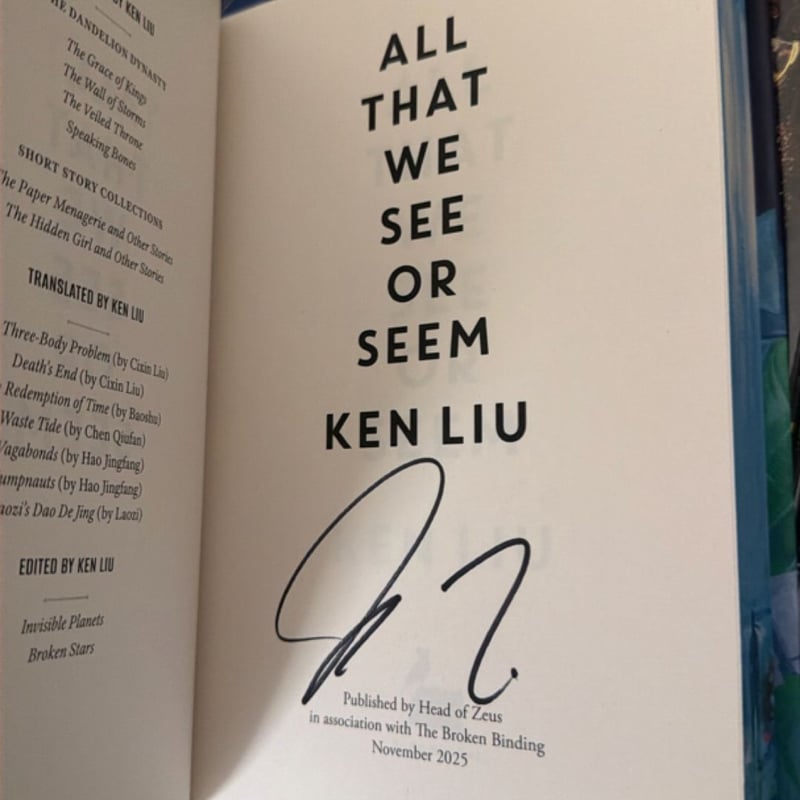 BY KEN LIU
THE DANDELION DYNASTY
The Grace of Kings
The Wall of Storms
The Veiled Throne
Speaking Bones
SHORT STORY COLLECTIONS
The Paper Menagerie and Other Stories
The Hidden Girl and Other Stories
TRANSLATED BY KEN LIU
Three-Body Problem (by Cixin Liu)
Death's End (by Cixin Liu)
Redemption of Time (by Baoshu)
Waste Tide (by Chen Qiufan)
Vagabonds (by Hao Jingfang)
umpnauts (by Hao Jingfang)
aozi's Dao De Jing (by Laozi)
EDITED BY KEN LIU
Invisible Planets
Broken Stars
ALL
THAT
WE
SEE
OR
SEEM
KEN LIU
Published by Head of Zeus
in association with The Broken Binding
November 2025